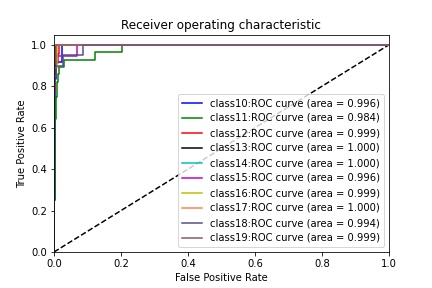 Receiver operating characteristic
True Positive Rate
1.0
0.8
0.6
0.4
0.2
0.0
class10:ROC curve (area = 0.996)
class11:ROC curve (area = 0.984)
class12:ROC curve (area = 0.999)
class13:ROC curve (area = 1.000)
class14:ROC curve (area = 1.000)
class15:ROC curve (area = 0.996)
class16:ROC curve (area = 0.999)
class17:ROC curve (area = 1.000)
class18:ROC curve (area = 0.994)
class19:ROC curve (area = 0.999)
0.0 0.2 0.4 0.6 0.8 1.0
False Positive Rate